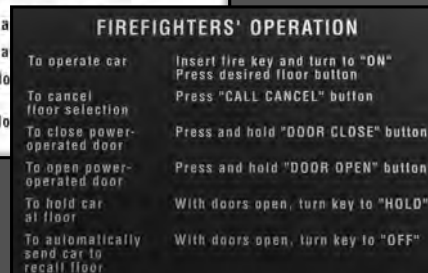 a
a
lo
lo
FIREFIGHTERS' OPERATION
To operate car
Insert fire key and turn to "ON"
Press desired floor button
To cancel
floor selection
Press "CALL CANCEL" button
To close power-
operated door
Press and hold "DOOR CLOSE" button
To open power-
operated door
Press and hold "DOOR OPEN" button
To hold car
at floor
With doors open, turn key to "HOLD"
To automatically
send car to
recall floor
With doors open, turn key to "OFF"